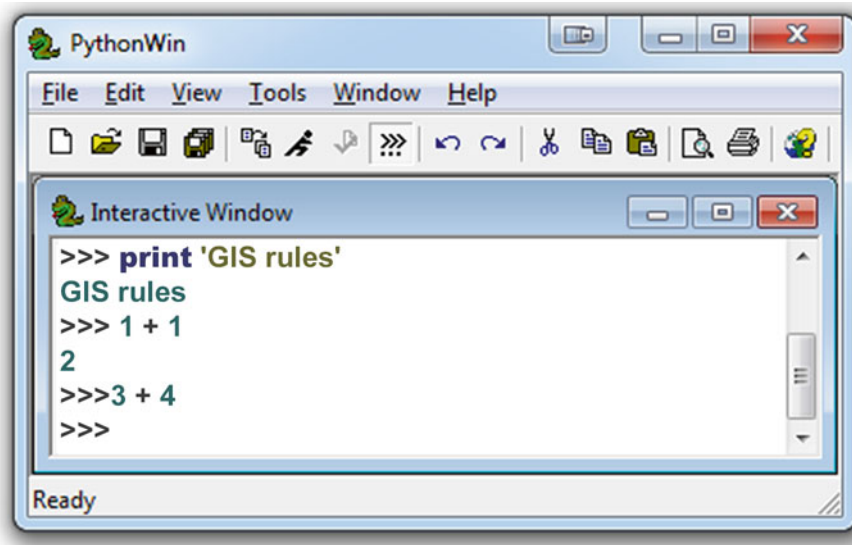 PythonWin
File Edit View Tools Window Help
Interactive Window
>>> print 'GIS rules'
GIS rules
>>> 1 + 1
2
>>>3 + 4
>>>
Ready